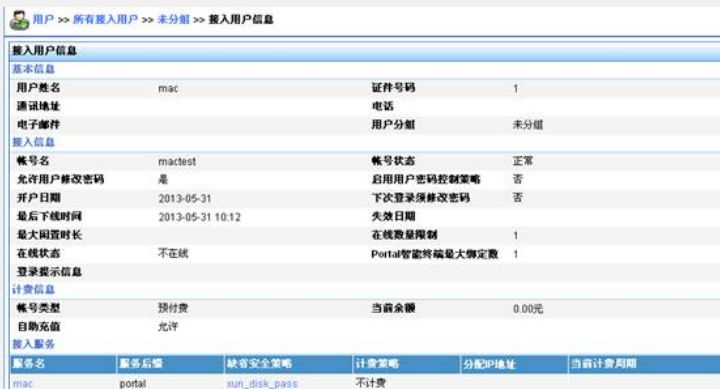 用户 >> 所有接入用户 >> 未分组 >> 接入用户信息
接入用户信息
基本信息
用户姓名 mac 证件号码 1
通讯地址 电话
电子邮件 用户分组 未分组
接入信息
帐号名 mactest 帐号状态 正常
允许用户修改密码 是 启用用户密码控制策略 否
开户日期 2013-05-31 下次登录须修改密码 否
最后下线时间 2013-05-31 10:12 失效日期
最大闲置时长 在线数量限制 1
在线状态 不在线 Portal智能终端最大绑定数 1
登录提示信息
计费信息
帐号类型 预付费 当前余额 0.00元
自助充值 允许
接入服务
服务名 服务后缀 缺省安全策略 计费策略 分配IP地址 当前计费周期
mac portal xun_disk_pass 不计费